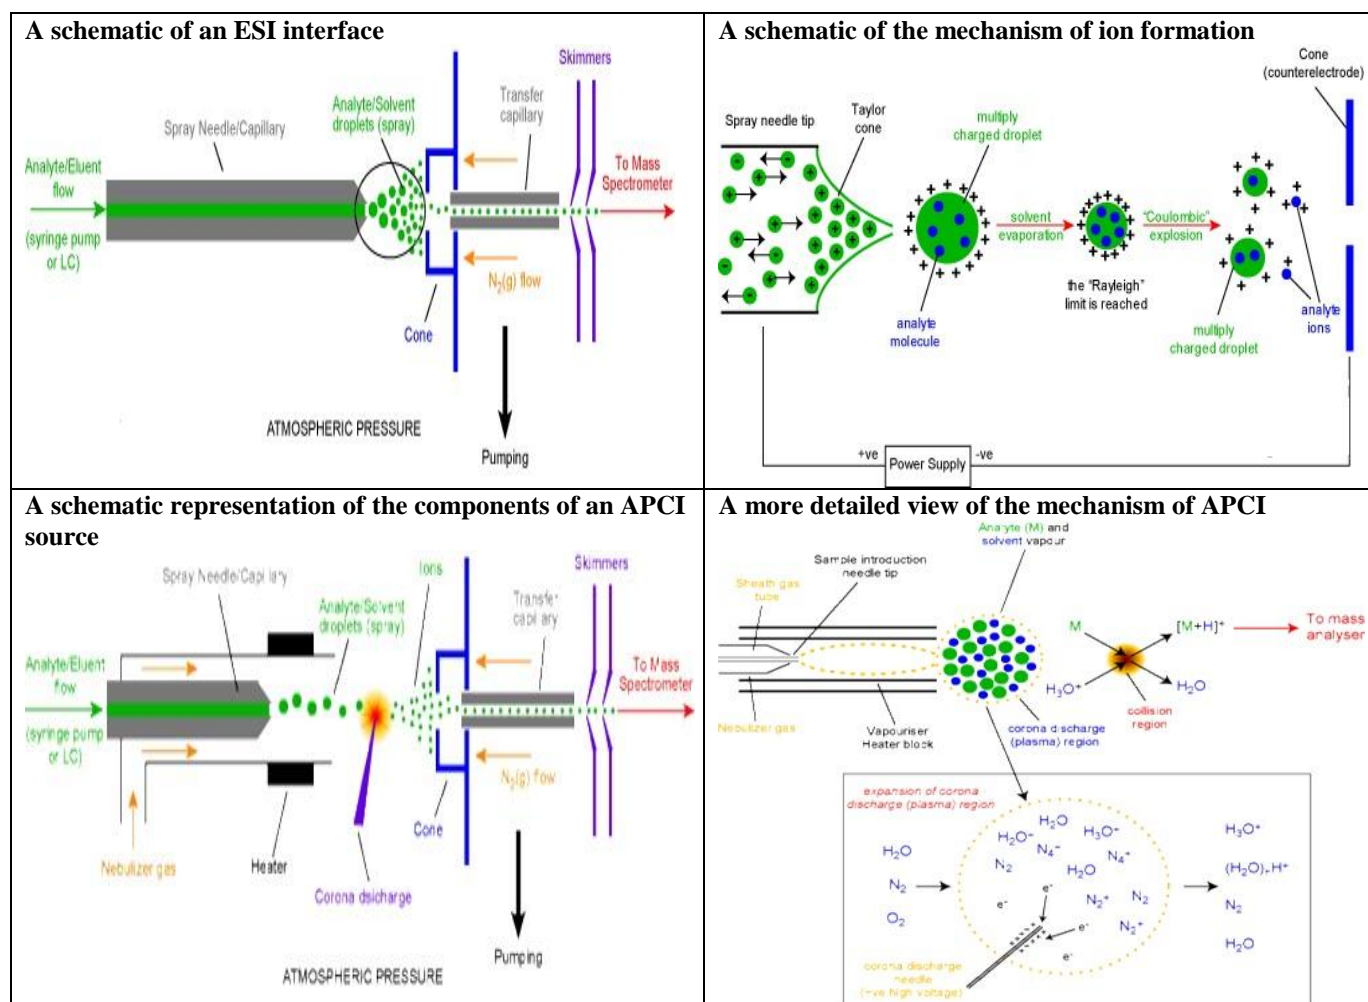 A schematic of an ESI interface
Skimmers
Analyte/Solvent
droplets (spray)
Transfer
capillary
Spray Needle/Capillary
To Mass
Spectrometer
Analyte/Eluent
flow
(syringe pump
or LC)
N2(g) flow
Cone
ATMOSPHERIC PRESSURE
Pumping
A schematic of the mechanism of ion formation
Cone
(counterelectrode)
Spray needle tip
Taylor
cone
multiply
charged droplet
solvent
evaporation
"Coulombic"
explosion
the "Rayleigh"
limit is reached
analyte
molecule
multiply
charged droplet
analyte
ions
+ve
Power Supply
-ve
A schematic representation of the components of an APCI
source
Spray Needle/Capillary
Ions
Skimmers
Analyte/Solvent
droplets (spray)
Transfer
capillary
Analyte/Eluent
flow
(syringe pump
or LC)
To Mass
Spectrometer
N2(g) flow
Cone
Nebulizer gas
Heater
Corona dsicharge
Pumping
ATMOSPHERIC PRESSURE
A more detailed view of the mechanism of APCI
Analyte (M) and
solvent vapour
Sample introduction
needle tip
Sheath gas
tube
M
[M+H]+
To mass
analyser
H3O+
H2O
collision
region
Nebulizer gas
Vapouriser
Heater block
corona discharge
(plasma) region
expansion of corona
discharge (plasma) region
H2O
N2
O2
H2O
H3O+
N2
N4+
H2O
N2+
N2
N2+
e-
e-
e-
e-
H3O+
N2
H2O
corona discharge
needle
(+ve high voltage)